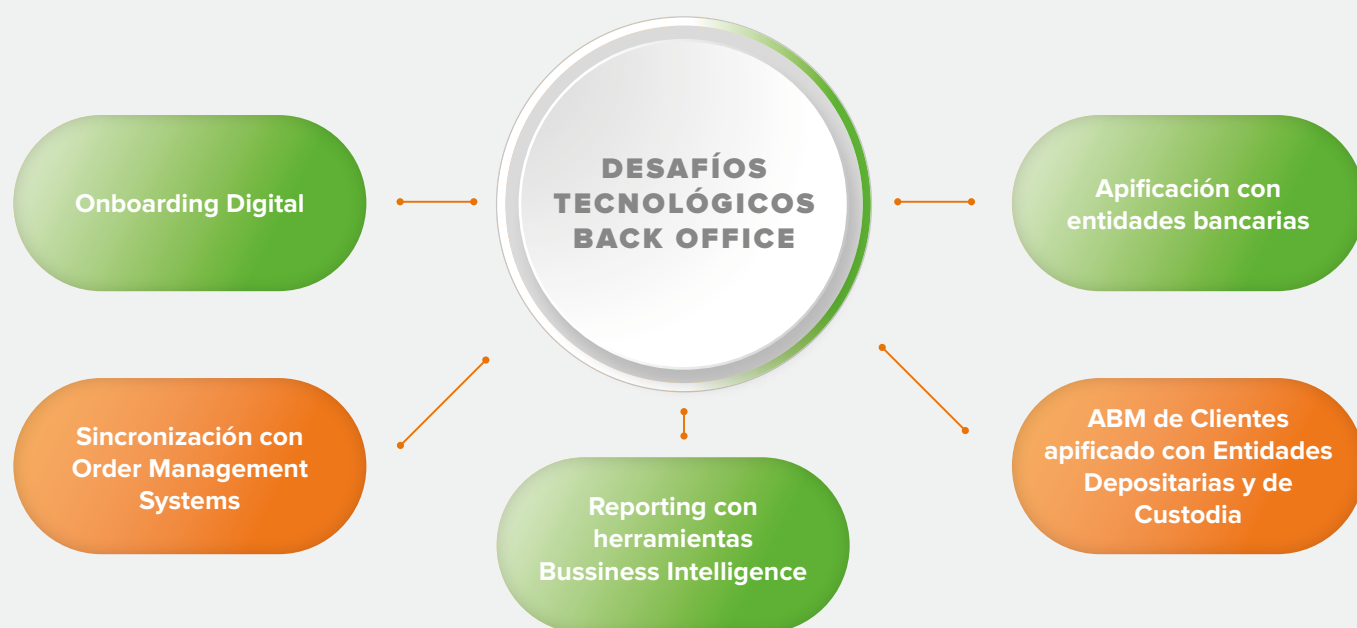 DESAFÍOS
TECNOLÓGICOS
BACK OFFICE
Onboarding Digital
Apificación con
entidades bancarias
Sincronización con
Order Management
Systems
Reporting con
herramientas
Bussiness Intelligence
ABM de Clientes
apificado con Entidades
Depositarias y de
Custodia